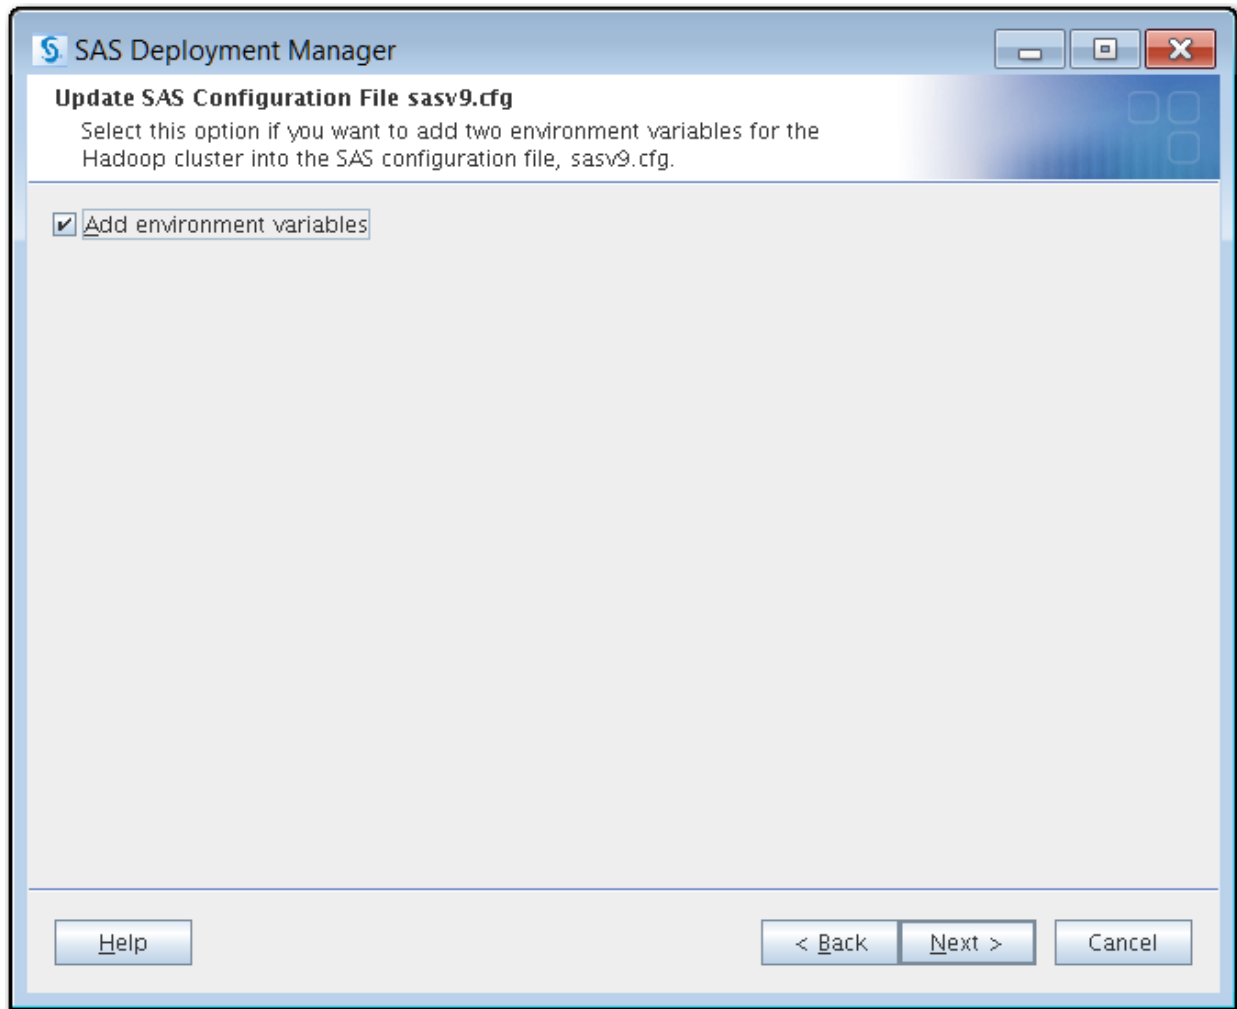 SAS Deployment Manager
Update SAS Configuration File sasv9.cfg
Select this option if you want to add two environment variables for the
Hadoop cluster into the SAS configuration file, sasv9.cfg.
Add environment variables
Help
< Back
Next >
Cancel